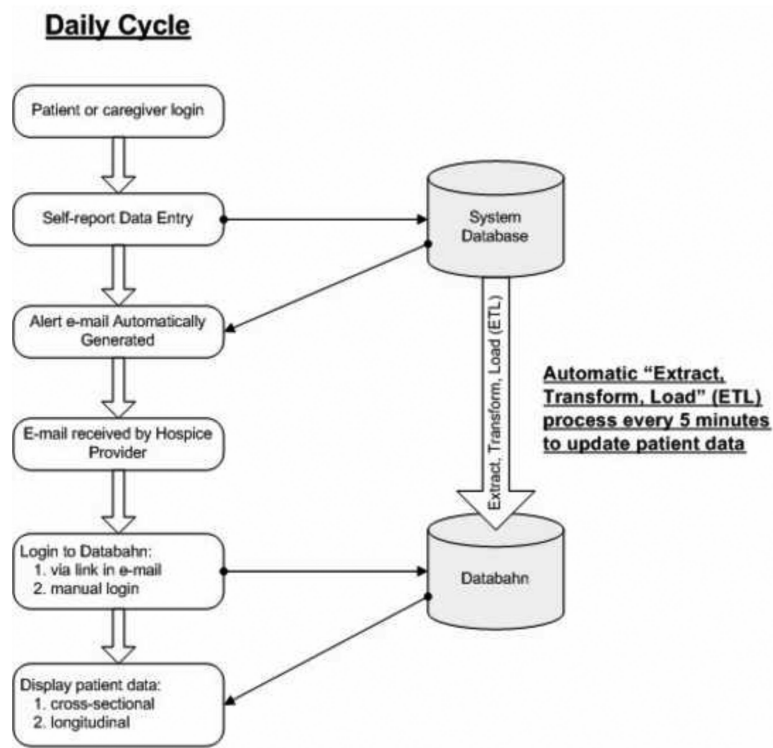 Daily Cycle
Patient or caregiver login
Self-report Data Entry
System
Database
Alert e-mail Automatically
Generated
Extract, Transform, Load (ETL)
Automatic “Extract,
Transform, Load” (ETL)
process every 5 minutes
to update patient data
E-mail received by Hospice
Provider
Login to Databahn:
1. via link in e-mail
2. manual login
Databahn
Display patient data:
1. cross-sectional
2. longitudinal